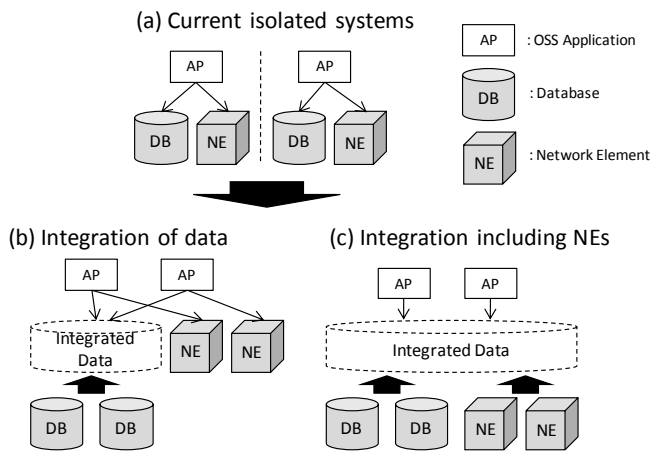 (a) Current isolated systems
AP
AP
DB
NE
DB
NE
AP
: OSS Application
DB
: Database
NE
: Network Element
(b) Integration of data
AP
AP
Integrated
Data
NE
NE
DB
DB
(c) Integration including NEs
AP
AP
Integrated Data
DB
DB
NE
NE